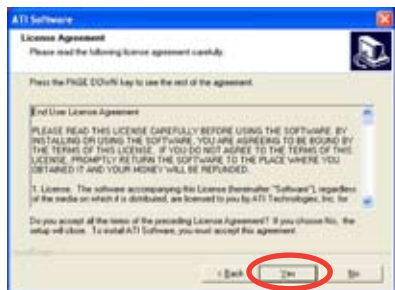 ATI Software
License Agreement
Please read the following license agreement carefully.
Press the PAGE DOWN key to see the rest of the agreement.
End User License Agreement
PLEASE READ THIS LICENSE CAREFULLY BEFORE USING THE SOFTWARE. BY
INSTALLING OR USING THE SOFTWARE, YOU ARE AGREEING TO BE BOUND BY
THE TERMS OF THIS LICENSE. IF YOU DO NOT AGREE TO THE TERMS OF THIS
LICENSE, PROMPTLY RETURN THE SOFTWARE TO THE PLACE WHERE YOU
OBTAINED IT AND YOUR MONEY WILL BE REFUNDED.
1. License. The software accompanying this License (hereinafter "Software"), regardless
of the media on which it is distributed, are licensed to you by ATI Technologies, Inc. for
Do you accept all the terms of the preceding License Agreement? If you choose No, the
setup will close. To install ATI Software, you must accept this agreement.
< Back
Yes
No